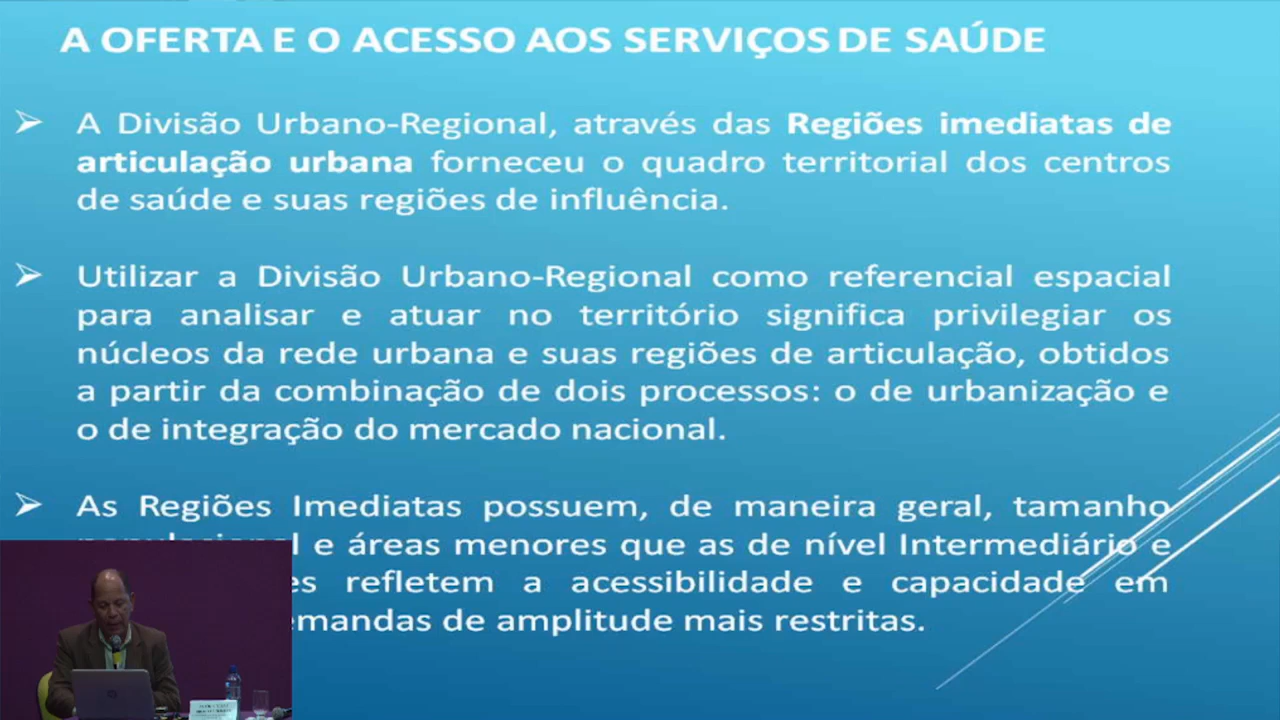 A OFERTA E O ACESSO AOS SERVIÇOS DE SAÚDE
A Divisão Urbano-Regional, através das Regiões imediatas de
articulação urbana forneceu o quadro territorial dos centros
de saúde e suas regiões de influência.
Utilizar a Divisão Urbano-Regional como referencial espacial
para analisar e atuar no território significa privilegiar os
núcleos da rede urbana e suas regiões de articulação, obtidos
a partir da combinação de dois processos: o de urbanização e
o de integração do mercado nacional.
As Regiões Imediatas possuem, de maneira geral, tamanho
e áreas menores que as de nível Intermediário e
refletem a acessibilidade e capacidade em
de amplitude mais restritas.